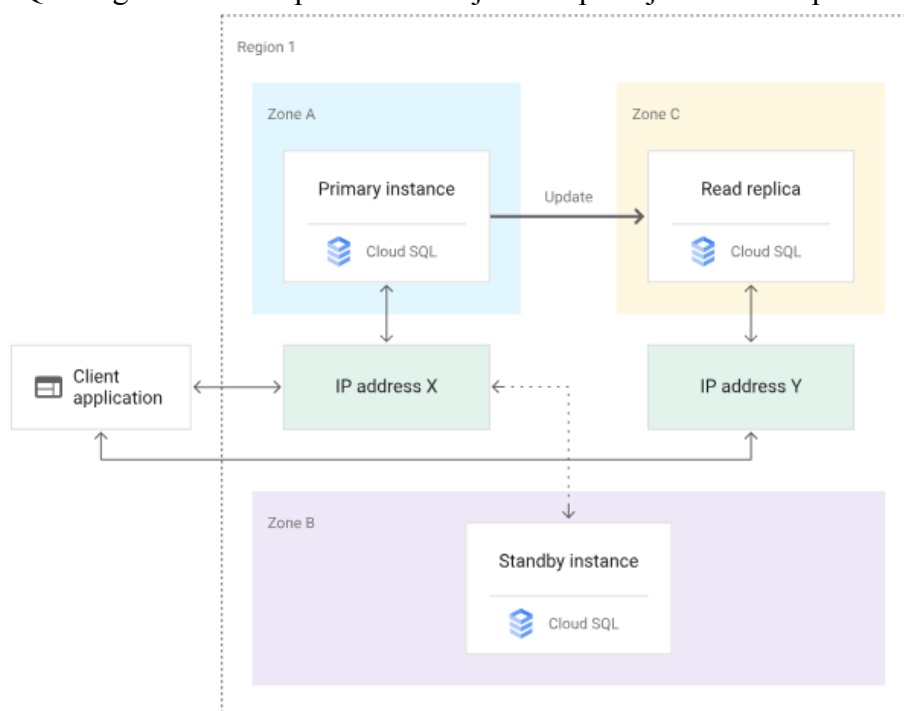 Region 1
Zone A
Zone C
Primary instance
Cloud SQL
Update
Read replica
Cloud SQL
Client
application
IP address X
IP address Y
Zone B
Standby instance
Cloud SQL